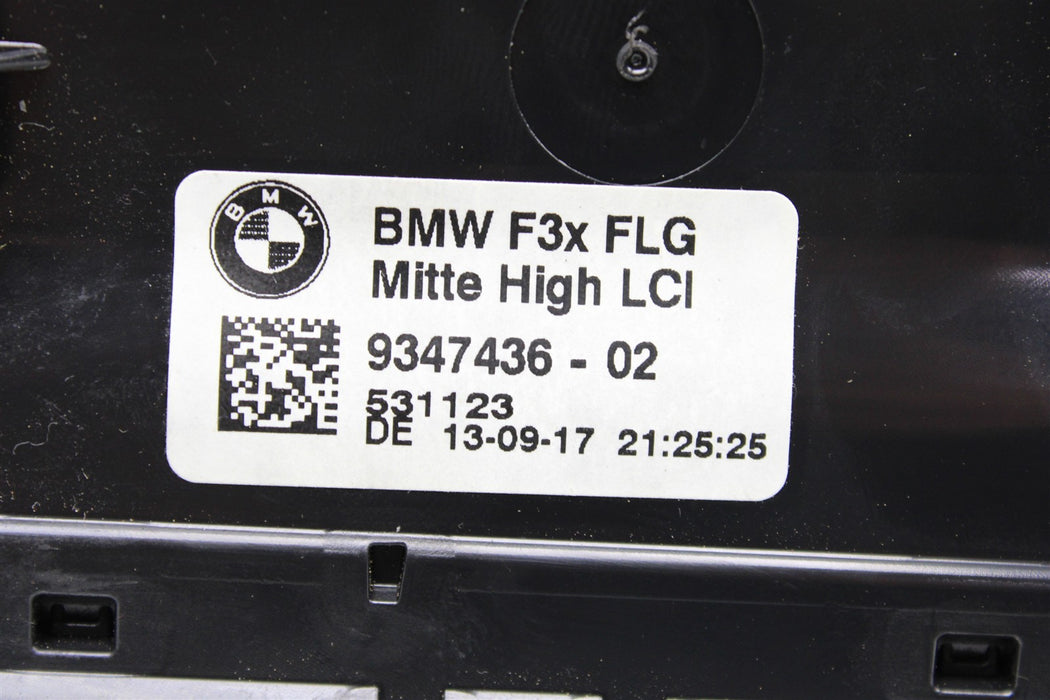 BMW
BMW F3x FLG
Mitte High LCI
9347436 - 02
531123
DE 13-09-17 21:25:25